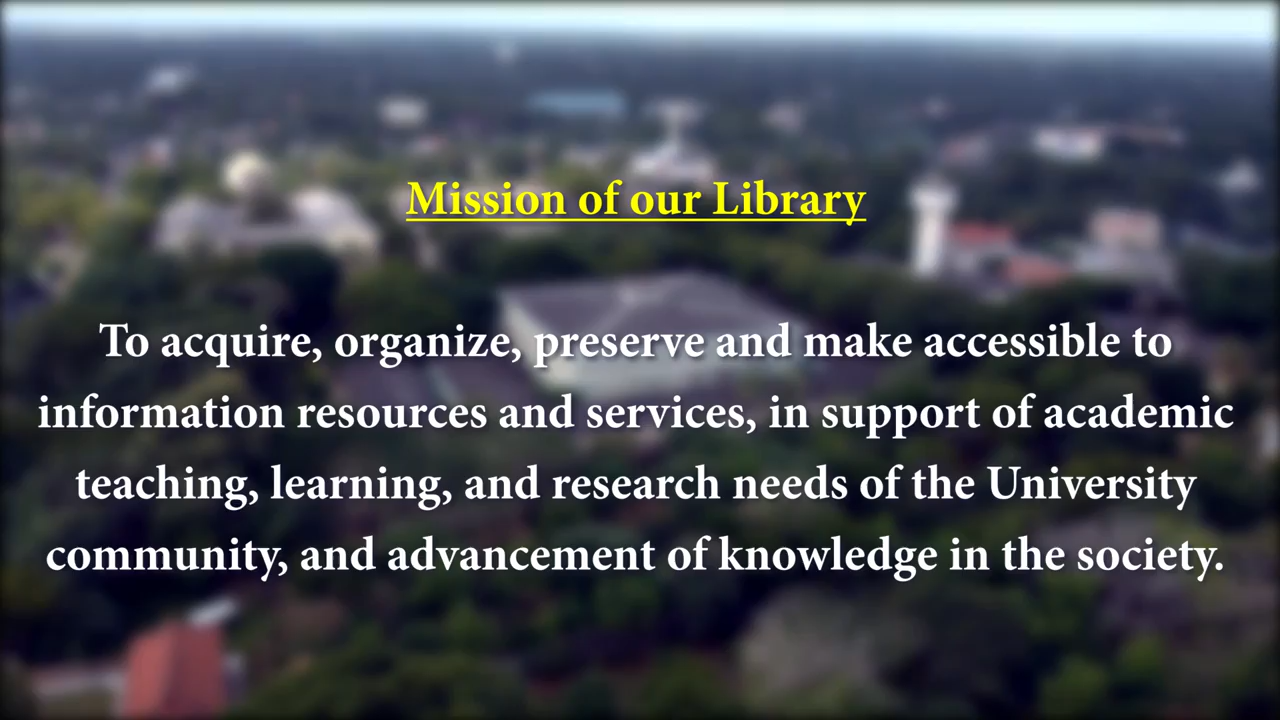 Mission of our Library
To acquire, organize, preserve and make accessible to
information resources and services, in support of academic
teaching, learning, and research needs of the University
community, and advancement of knowledge in the society.